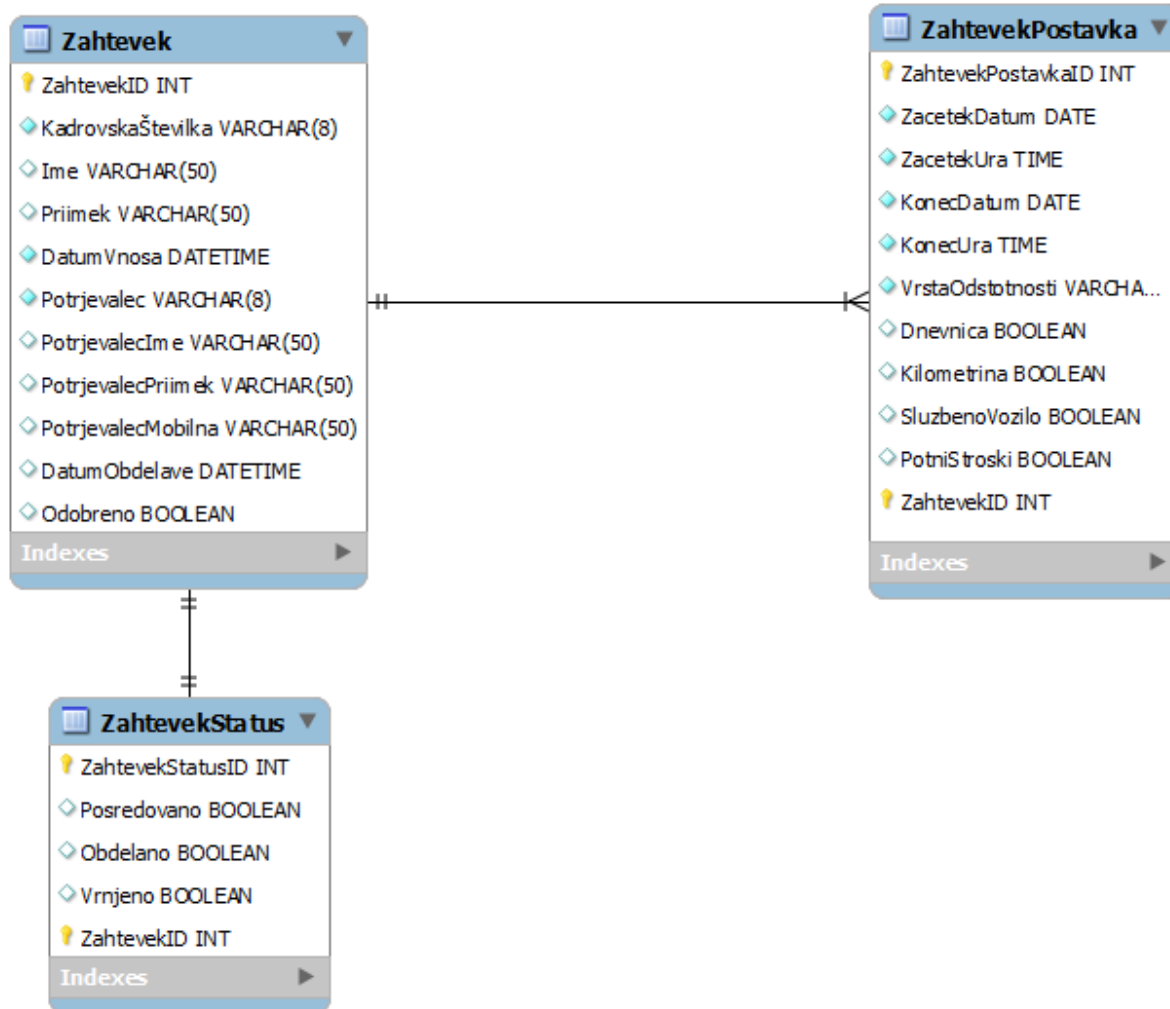 Zahtevek
ZahtevekID INT
KadrovskaŠtevilka VARCHAR(8)
Ime VARCHAR(50)
Priimek VARCHAR(50)
DatumVnosa DATETIME
Potrjevalec VARCHAR(8)
PotrjevalecIme VARCHAR(50)
PotrjevalecPriimek VARCHAR(50)
PotrjevalecMobilna VARCHAR(50)
DatumObdelave DATETIME
Odobreno BOOLEAN
Indexes
ZahtevekPostavka
ZahtevekPostavkaID INT
ZacetekDatum DATE
ZacetekUra TIME
KonecDatum DATE
KonecUra TIME
VrstaOdstotnosti VARCHA...
Dnevnica BOOLEAN
Kilometrina BOOLEAN
SluzbenoVozilo BOOLEAN
PotniStroski BOOLEAN
ZahtevekID INT
Indexes
ZahtevekStatus
ZahtevekStatusID INT
Posredovano BOOLEAN
Obdelano BOOLEAN
Vrnjeno BOOLEAN
ZahtevekID INT
Indexes